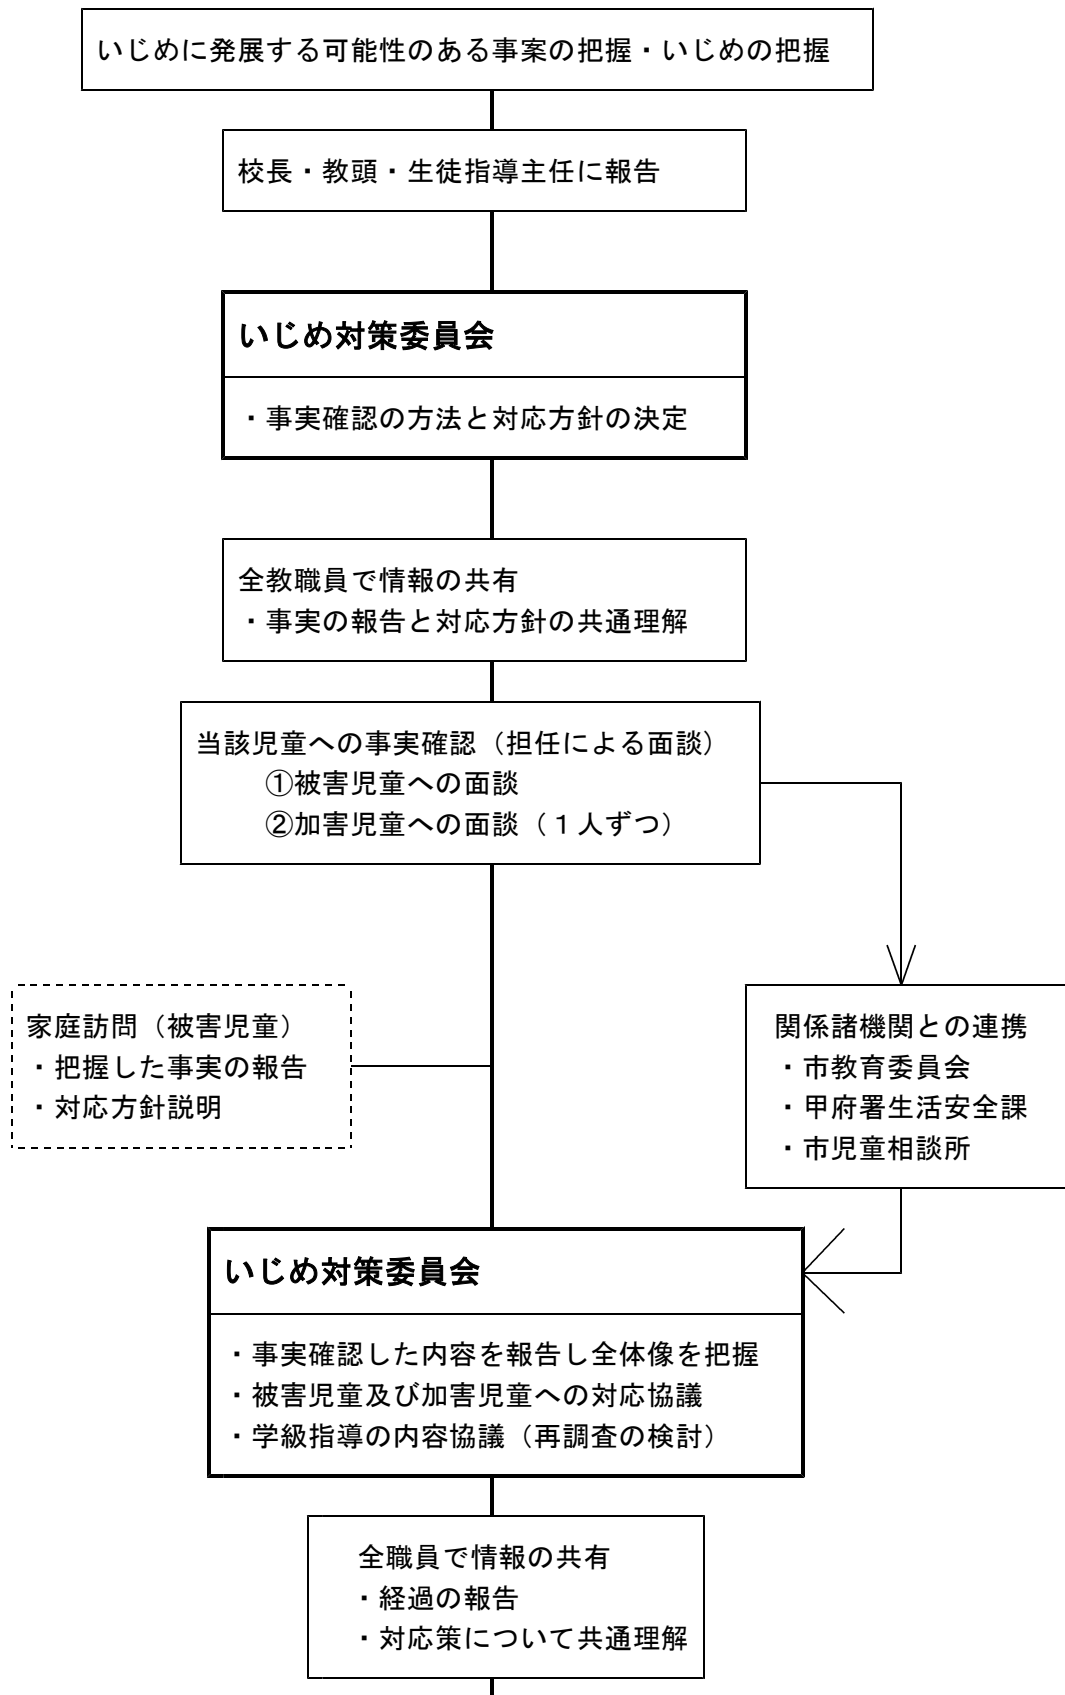 いじめに発展する可能性のある事案の把握・いじめの把握
校長・教頭・生徒指導主任に報告
いじめ対策委員会
・事実確認の方法と対応方針の決定
全教職員で情報の共有
・事実の報告と対応方針の共通理解
当該児童への事実確認（担任による面談）
①被害児童への面談
②加害児童への面談（１人ずつ）
家庭訪問（被害児童）
・把握した事実の報告
・対応方針説明
関係諸機関との連携
・市教育委員会
・甲府署生活安全課
・市児童相談所
いじめ対策委員会
・事実確認した内容を報告し全体像を把握
・被害児童及び加害児童への対応協議
・学級指導の内容協議（再調査の検討）
全職員で情報の共有
・経過の報告
・対応策について共通理解